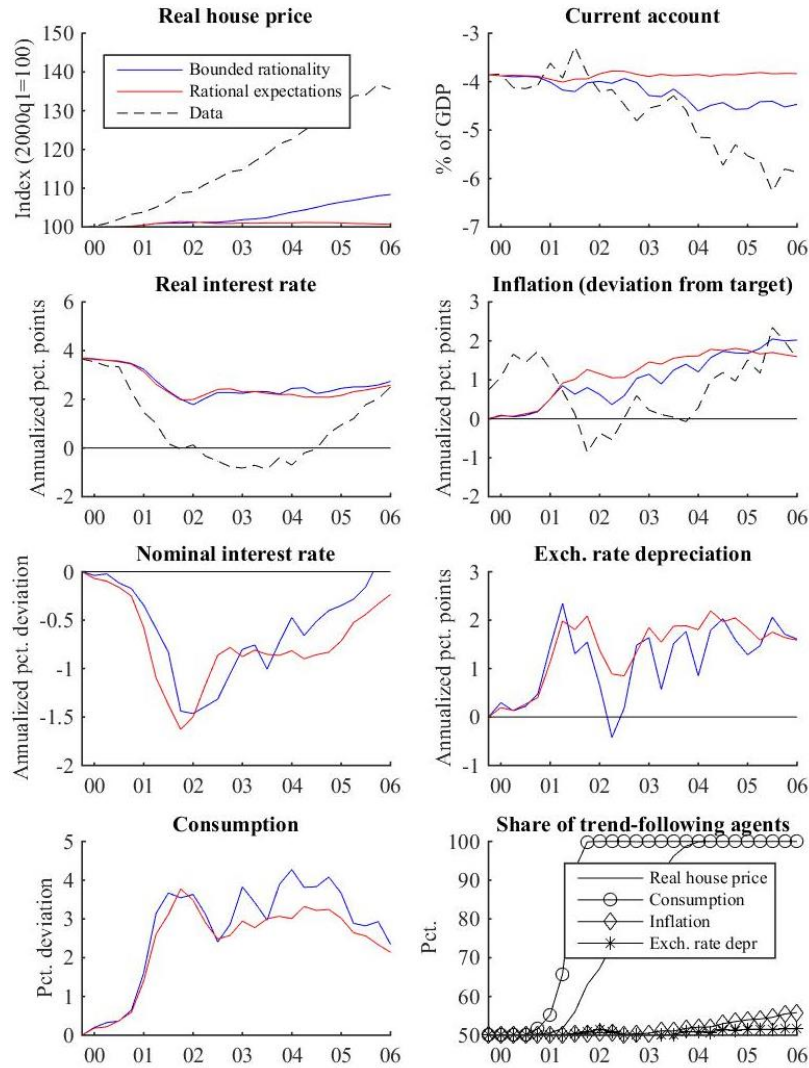 Real house price
Index (2000q1=100)
150
140
130
120
110
100
Bounded rationality
Rational expectations
Data
00 01 02 03 04 05 06
Current account
% of GDP
-3
-4
-5
-6
-7
00 01 02 03 04 05 06
Real interest rate
Annualized pct. points
6
4
2
0
-2
00 01 02 03 04 05 06
Inflation (deviation from target)
Annualized pct. points
3
2
1
0
-1
-2
00 01 02 03 04 05 06
Nominal interest rate
Annualized pct. deviation
0
-0.5
-1
-1.5
-2
00 01 02 03 04 05 06
Exch. rate depreciation
Annualized pct. points
3
2
1
0
-1
00 01 02 03 04 05 06
Consumption
Pct. deviation
5
4
3
2
1
0
00 01 02 03 04 05 06
Share of trend-following agents
Pct.
100
90
80
70
60
50
Real house price
Consumption
Inflation
Exch. rate depr
00 01 02 03 04 05 06